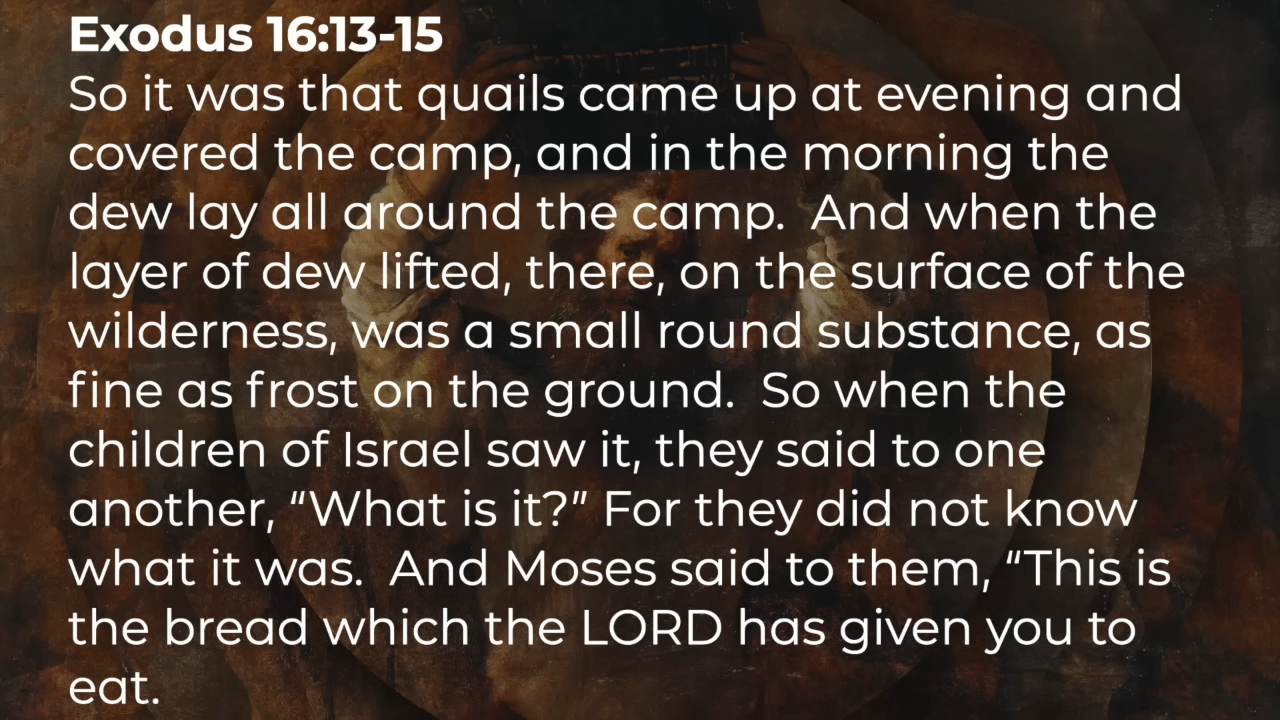 Exodus 16:13-15
So it was that quails came up at evening and
covered the camp, and in the morning the
dew lay all around the camp.  And when the
layer of dew lifted, there, on the surface of the
wilderness, was a small round substance, as
fine as frost on the ground.  So when the
children of Israel saw it, they said to one
another, “What is it?” For they did not know
what it was.  And Moses said to them, “This is
the bread which the LORD has given you to
eat.